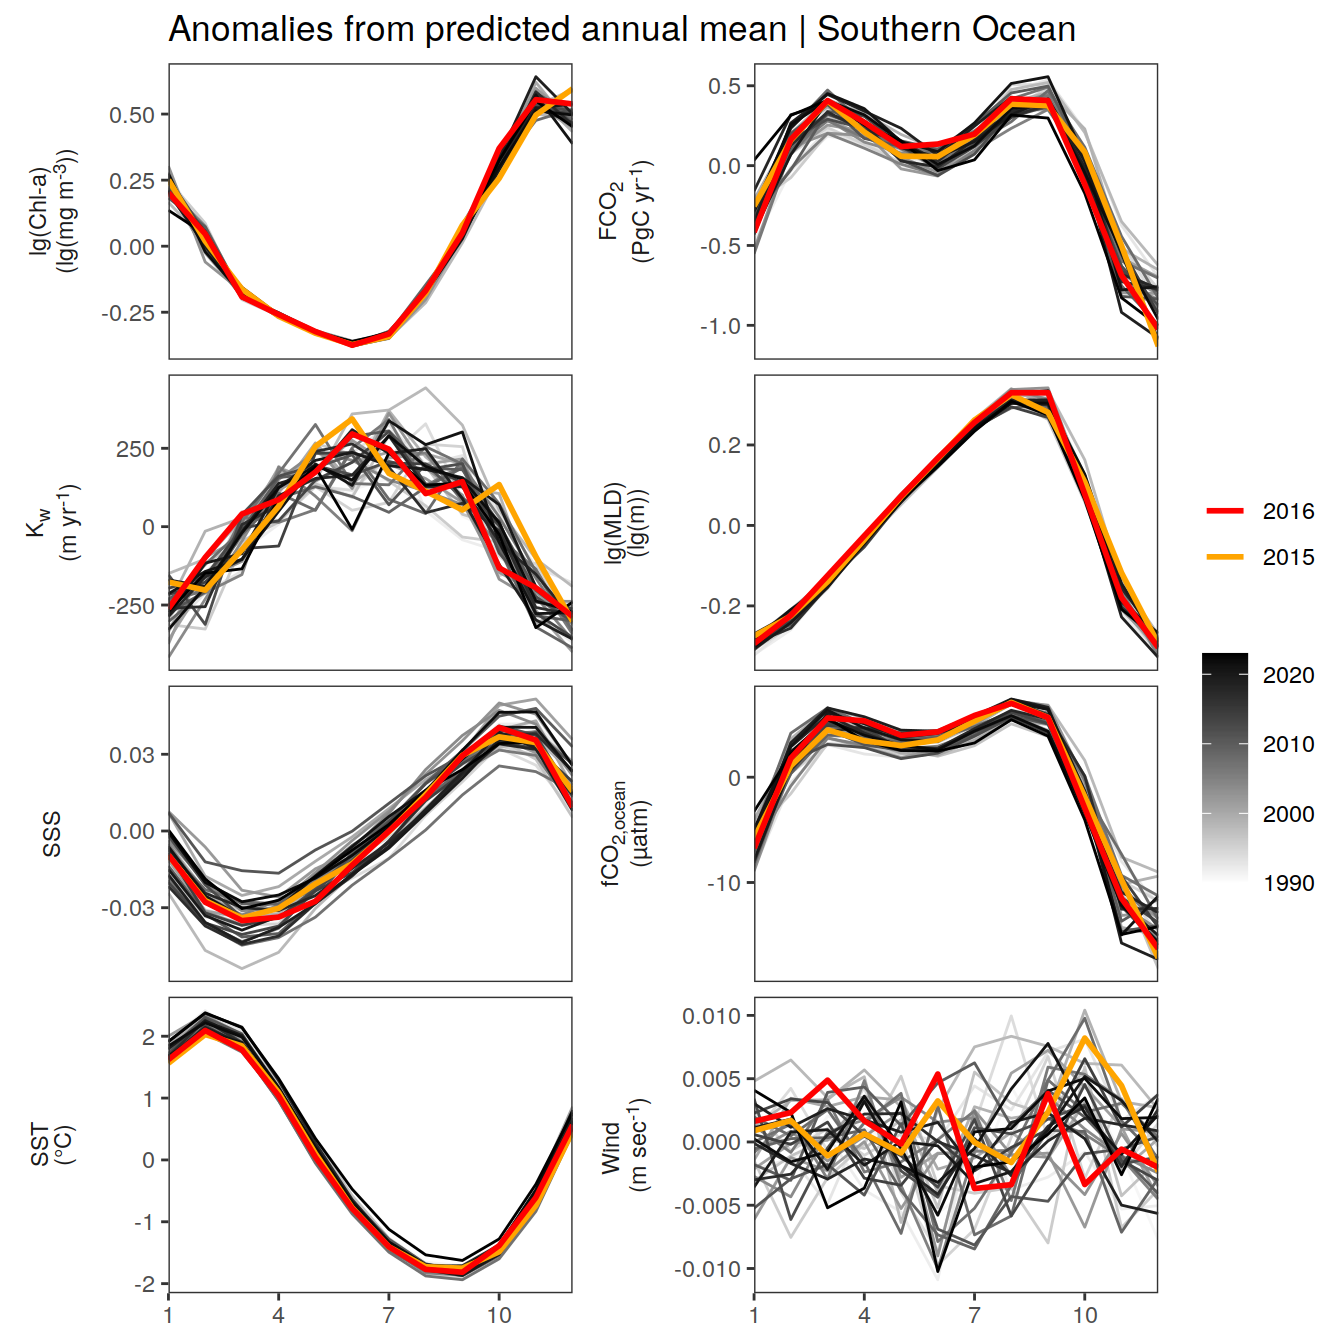 Anomalies from predicted annual mean | Southern Ocean
lg(Chl-a)
(lg(mg m⁻³))
0.50
0.25
0.00
-0.25
FCO₂
(PgC yr⁻¹)
0.5
0.0
-0.5
-1.0
Kw
(m yr⁻¹)
250
0
-250
lg(MLD)
(lg(m))
0.2
0.0
-0.2
SSS
0.03
0.00
-0.03
fCO2,ocean
(µatm)
0
-10
SST
(°C)
2
1
0
-1
-2
1 4 7 10
Wind
(m sec⁻¹)
0.010
0.005
0.000
-0.005
-0.010
1 4 7 10
2016
2015
2020
2010
2000
1990